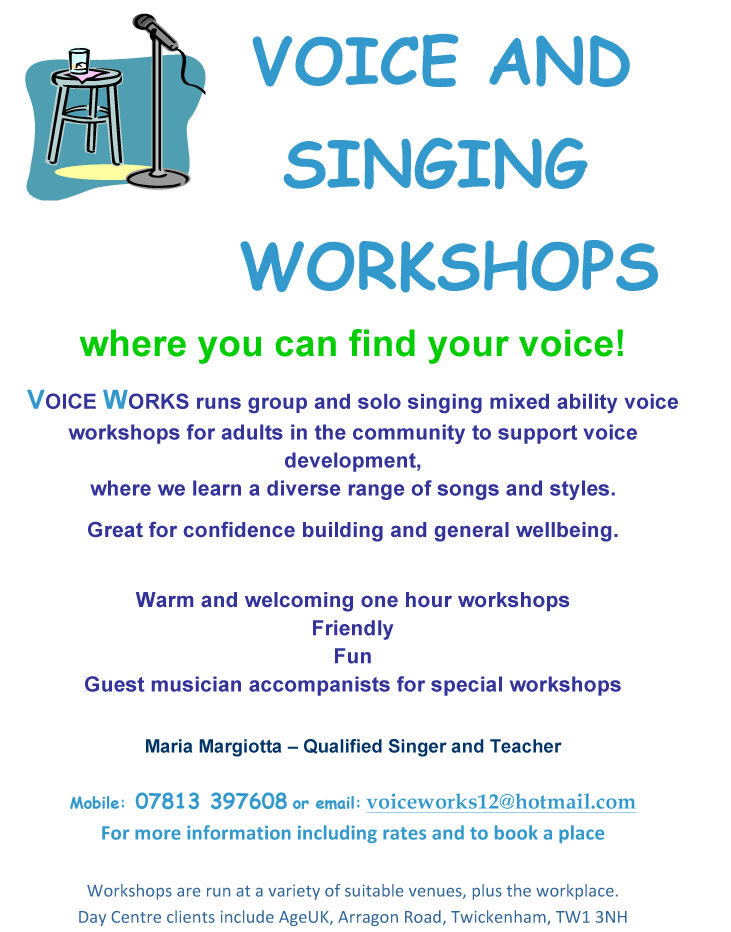 VOICE AND
SINGING
WORKSHOPS
where you can find your voice!
VOICE WORKS runs group and solo singing mixed ability voice
workshops for adults in the community to support voice
development,
where we learn a diverse range of songs and styles.
Great for confidence building and general wellbeing.
Warm and welcoming one hour workshops
Friendly
Fun
Guest musician accompanists for special workshops
Maria Margiotta – Qualified Singer and Teacher
Mobile: 07813 397608 or email: voiceworks12@hotmail.com
For more information including rates and to book a place
Workshops are run at a variety of suitable venues, plus the workplace.
Day Centre clients include AgeUK, Arragon Road, Twickenham, TW1 3NH